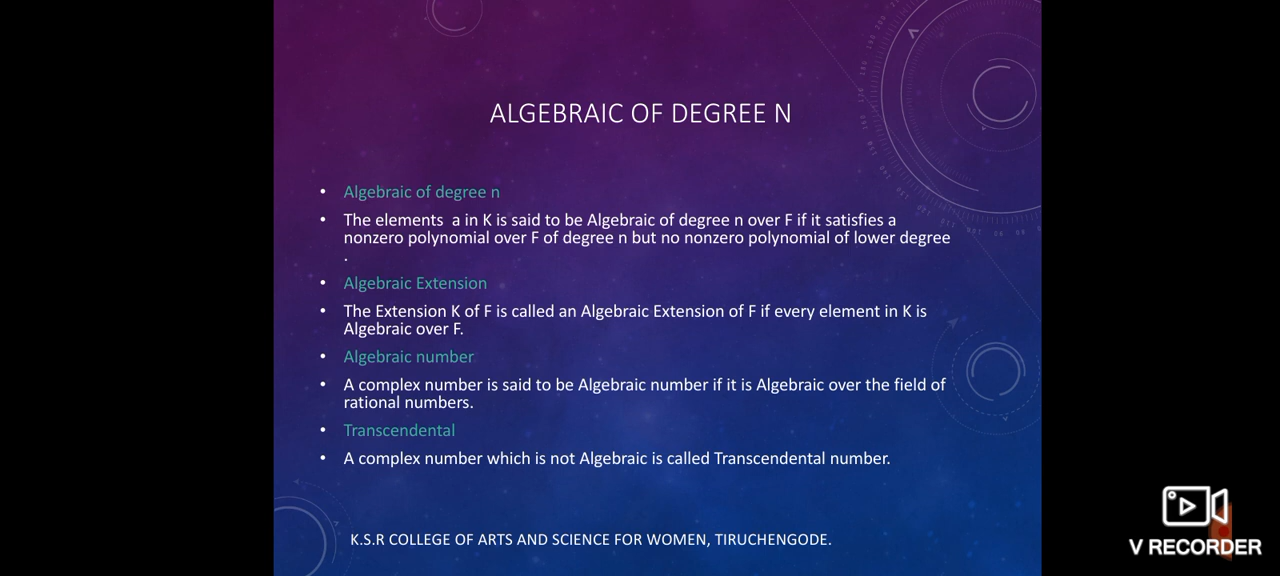 ALGEBRAIC OF DEGREE N
• Algebraic of degree n
• The elements a in K is said to be Algebraic of degree n over F if it satisfies a
nonzero polynomial over F of degree n but no nonzero polynomial of lower degree
.
• Algebraic Extension
• The Extension K of F is called an Algebraic Extension of F if every element in K is
Algebraic over F.
• Algebraic number
• A complex number is said to be Algebraic number if it is Algebraic over the field of
rational numbers.
• Transcendental
• A complex number which is not Algebraic is called Transcendental number.
K.S.R COLLEGE OF ARTS AND SCIENCE FOR WOMEN, TIRUCHENGODE.
V RECORDER